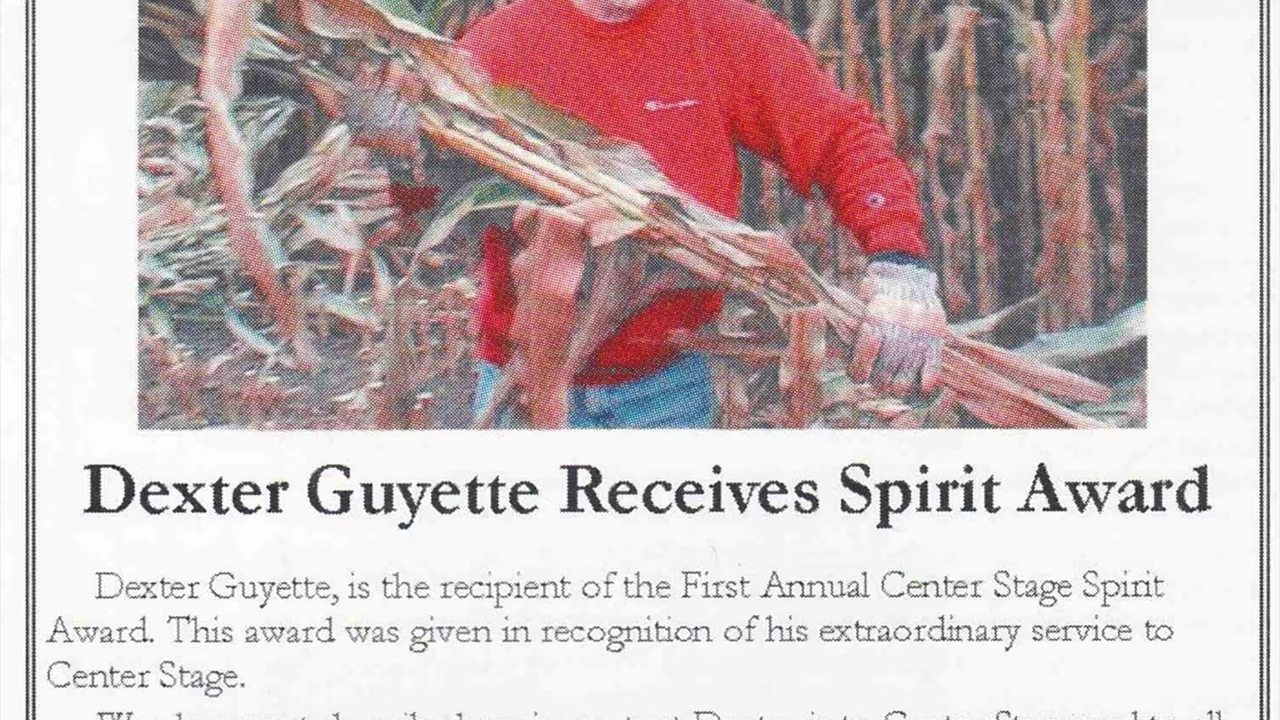 Dexter Guyette Receives Spirit Award
Dexter Guyette, is the recipient of the First Annual Center Stage Spirit
Award. This award was given in recognition of his extraordinary service to
Center Stage.